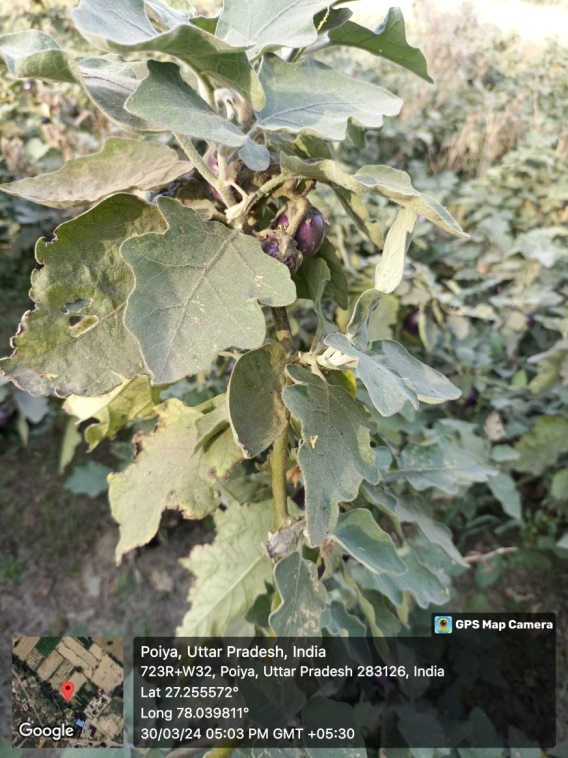 GPS Map Camera
Poiya, Uttar Pradesh, India
723R+W32, Poiya, Uttar Pradesh 283126, India
Lat 27.255572°
Long 78.039811°
30/03/24 05:03 PM GMT +05:30
Google